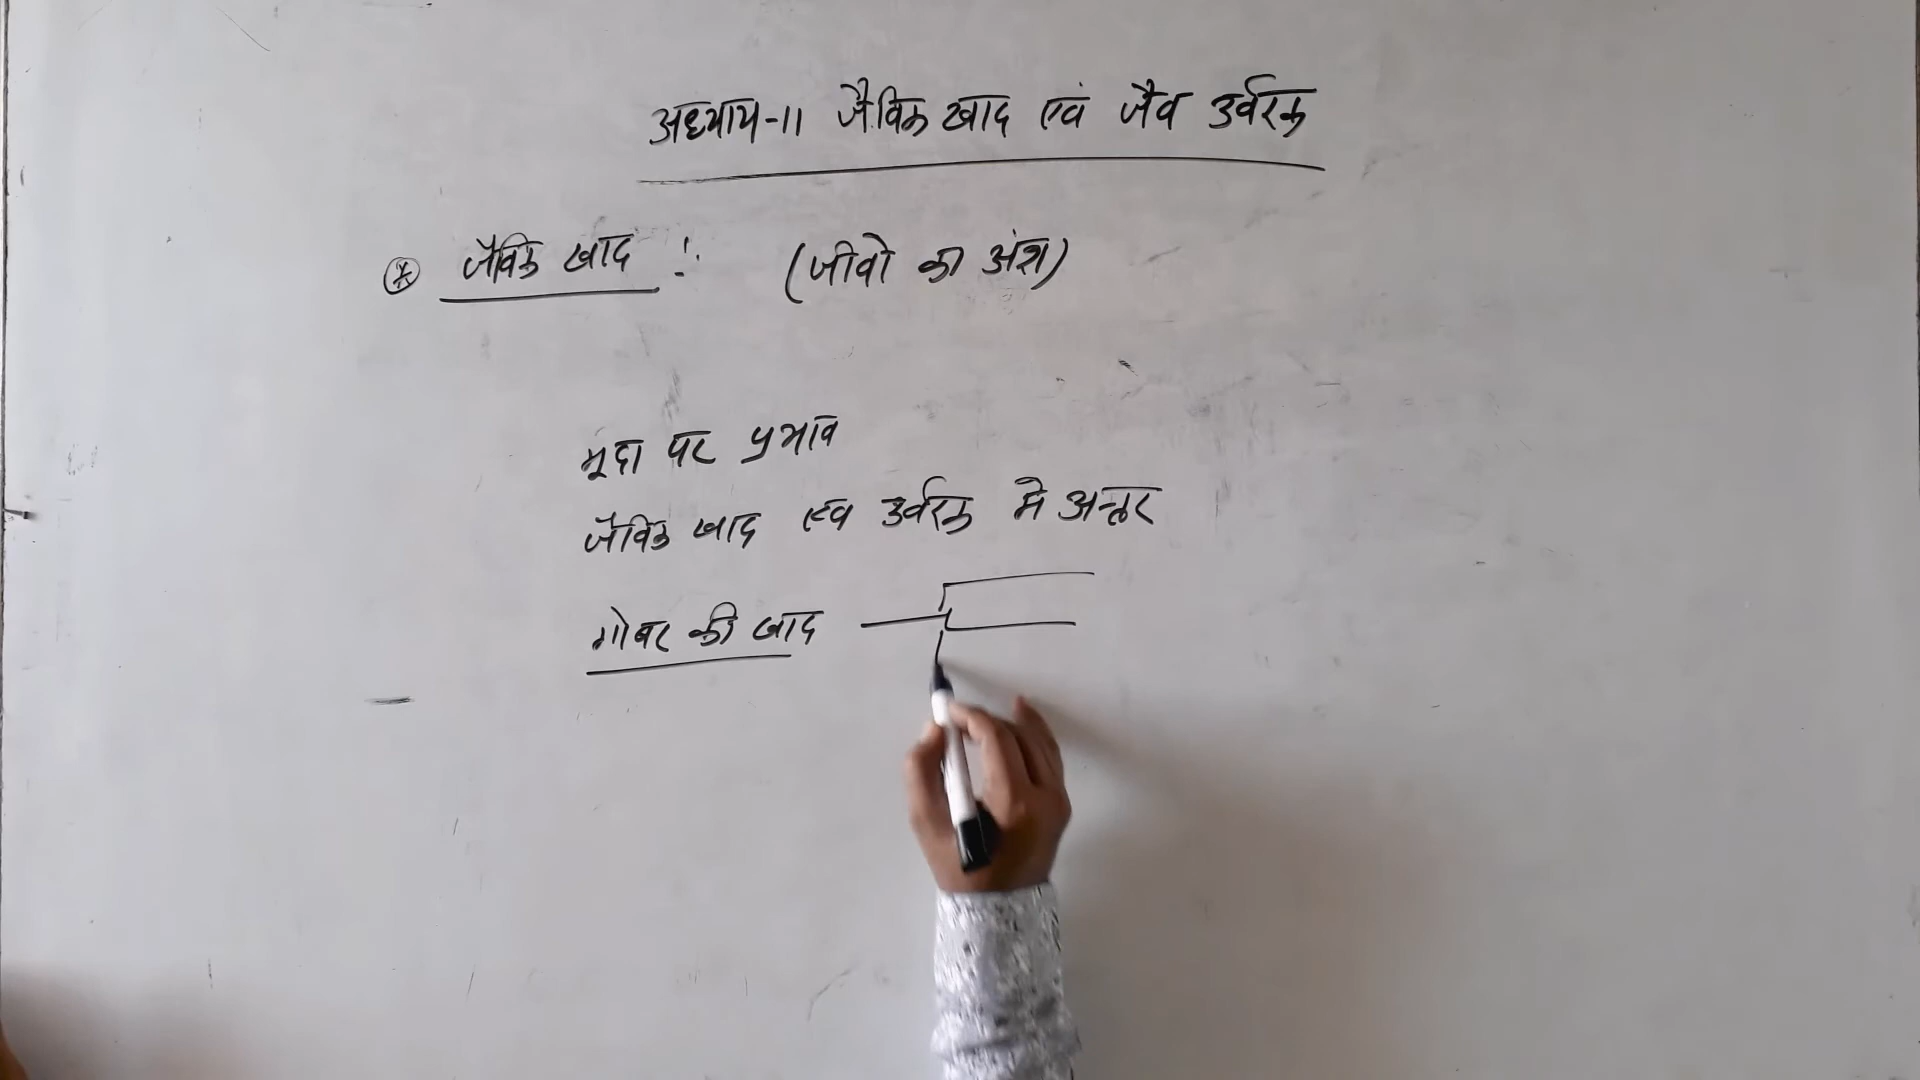 अध्याय-11 जैविक खाद एवं जैव उर्वरक
* जैविक खाद :- (जीवो का अंश)
मृदा पर प्रभाव
जैविक खाद एव उर्वरक मे अन्तर
गोबर की खाद